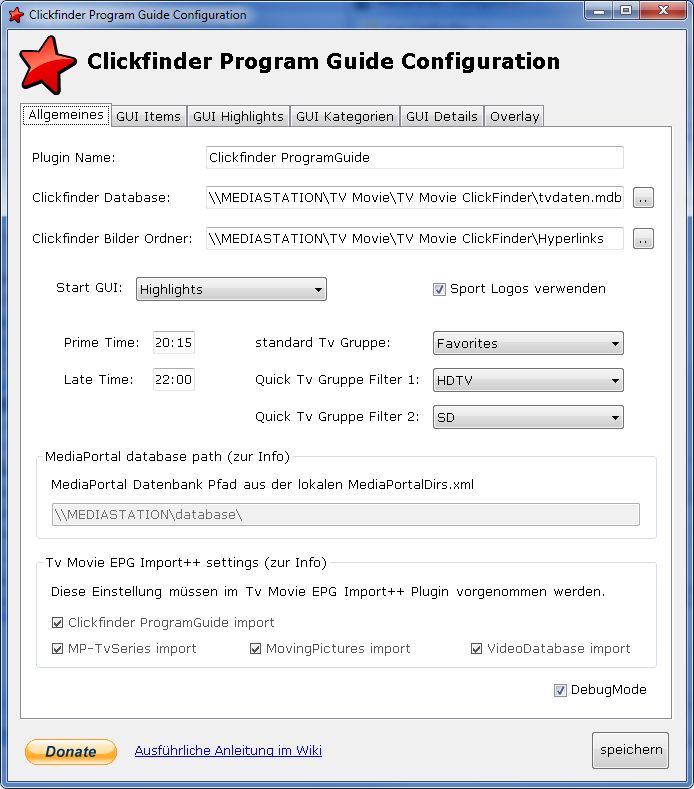 Clickfinder Program Guide Configuration
Clickfinder Program Guide Configuration
Allgemeines GUI Items GUI Highlights GUI Kategorien GUI Details Overlay
Plugin Name: Clickfinder ProgramGuide
Clickfinder Database: \\MEDIASTATION\TV Movie\TV Movie ClickFinder\tvdaten.mdb ..
Clickfinder Bilder Ordner: \\MEDIASTATION\TV Movie\TV Movie ClickFinder\Hyperlinks ..
Start GUI: Highlights Sport Logos verwenden
Prime Time: 20:15 standard Tv Gruppe: Favorites
Late Time: 22:00 Quick Tv Gruppe Filter 1: HDTV
Quick Tv Gruppe Filter 2: SD
MediaPortal database path (zur Info)
MediaPortal Datenbank Pfad aus der lokalen MediaPortalDirs.xml
\\MEDIASTATION\database\
Tv Movie EPG Import++ settings (zur Info)
Diese Einstellung müssen im Tv Movie EPG Import++ Plugin vorgenommen werden.
Clickfinder ProgramGuide import
MP-TvSeries import MovingPictures import VideoDatabase import
DebugMode
Donate Ausführliche Anleitung im Wiki speichern